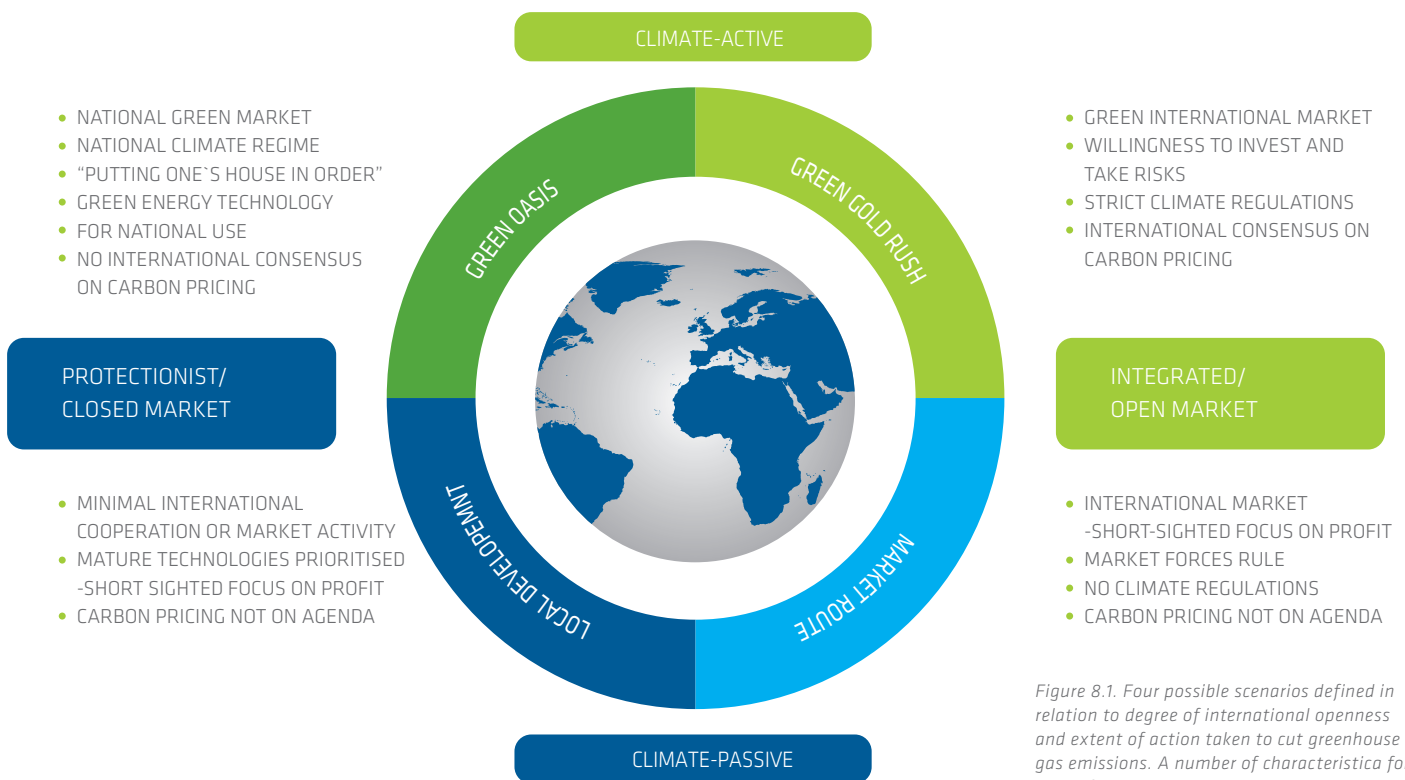 CLIMATE-ACTIVE
• NATIONAL GREEN MARKET
• NATIONAL CLIMATE REGIME
• “PUTTING ONE`S HOUSE IN ORDER”
• GREEN ENERGY TECHNOLOGY
• FOR NATIONAL USE
• NO INTERNATIONAL CONSENSUS
ON CARBON PRICING
GREEN OASIS
GREEN GOLD RUSH
• GREEN INTERNATIONAL MARKET
• WILLINGNESS TO INVEST AND
TAKE RISKS
• STRICT CLIMATE REGULATIONS
• INTERNATIONAL CONSENSUS ON
CARBON PRICING
PROTECTIONIST/
CLOSED MARKET
INTEGRATED/
OPEN MARKET
• MINIMAL INTERNATIONAL
COOPERATION OR MARKET ACTIVITY
• MATURE TECHNOLOGIES PRIORITISED
-SHORT SIGHTED FOCUS ON PROFIT
• CARBON PRICING NOT ON AGENDA
LOCAL DEVELOPEMNT
MARKET ROUTE
• INTERNATIONAL MARKET
-SHORT-SIGHTED FOCUS ON PROFIT
• MARKET FORCES RULE
• NO CLIMATE REGULATIONS
• CARBON PRICING NOT ON AGENDA
CLIMATE-PASSIVE
Figure 8.1. Four possible scenarios defined in
relation to degree of international openness
and extent of action taken to cut greenhouse
gas emissions. A number of characteristica